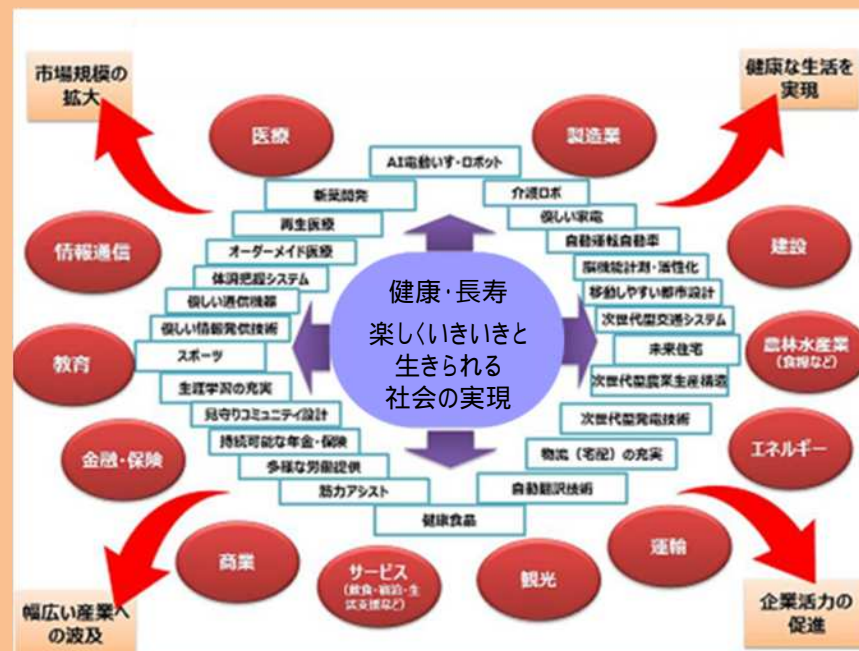 市場規模の
拡大
健康な生活を
実現
医療
製造業
AI電動いす・ロボット
新薬開発
介護ロボ
再生医療
優しい家電
オーダーメイド医療
自動運転自動車
情報通信
建設
体調把握システム
脳機能計測・活性化
優しい通信機器
移動しやすい都市設計
優しい情報発信技術
次世代型交通システム
健康・長寿
楽しくいきいきと
生きられる
社会の実現
教育
スポーツ
未来住宅
農林水産業
(食糧など)
生涯学習の充実
次世代型農業生産構造
見守りコミュニティ設計
次世代型発電技術
金融・保険
持続可能な年金・保険
物流(宅配)の充実
エネルギー
多様な労働提供
筋力アシスト
自動翻訳技術
健康食品
商業
サービス
(飲食・宿泊・生
活支援など)
観光
運輸
幅広い産業へ
の波及
企業活力の
促進